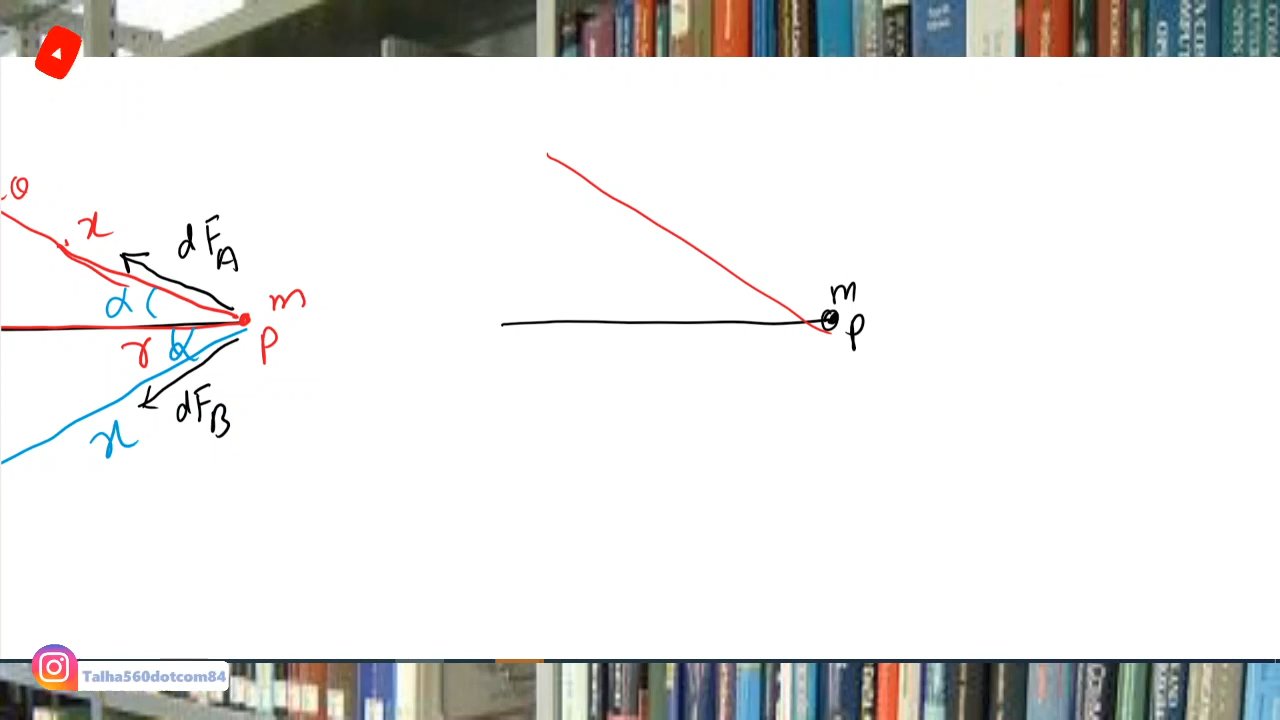 θ
x
dF_A
α
m
r
α
P
dF_B
x
m
P
Talha560dotcom84